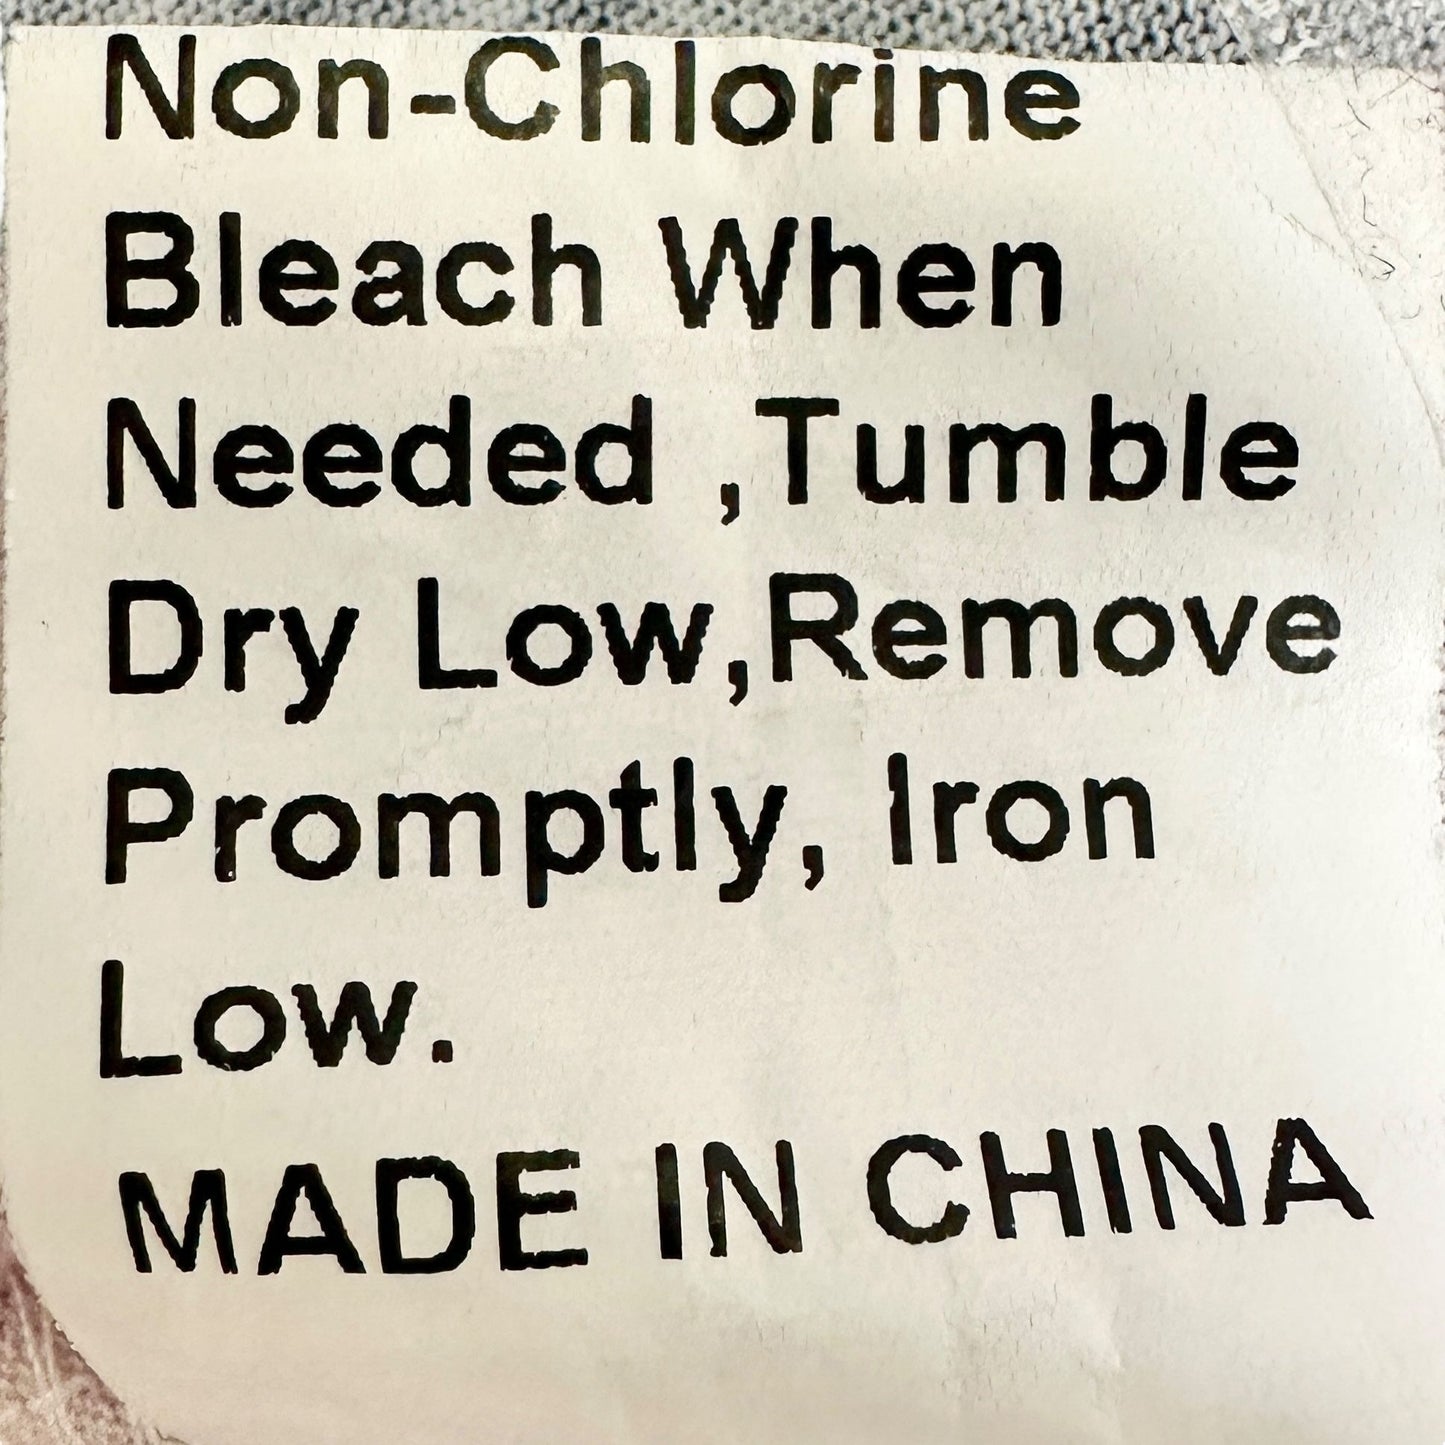 Non-Chlorine
Bleach When
Needed ,Tumble
Dry Low,Remove
Promptly, Iron
Low.
MADE IN CHINA